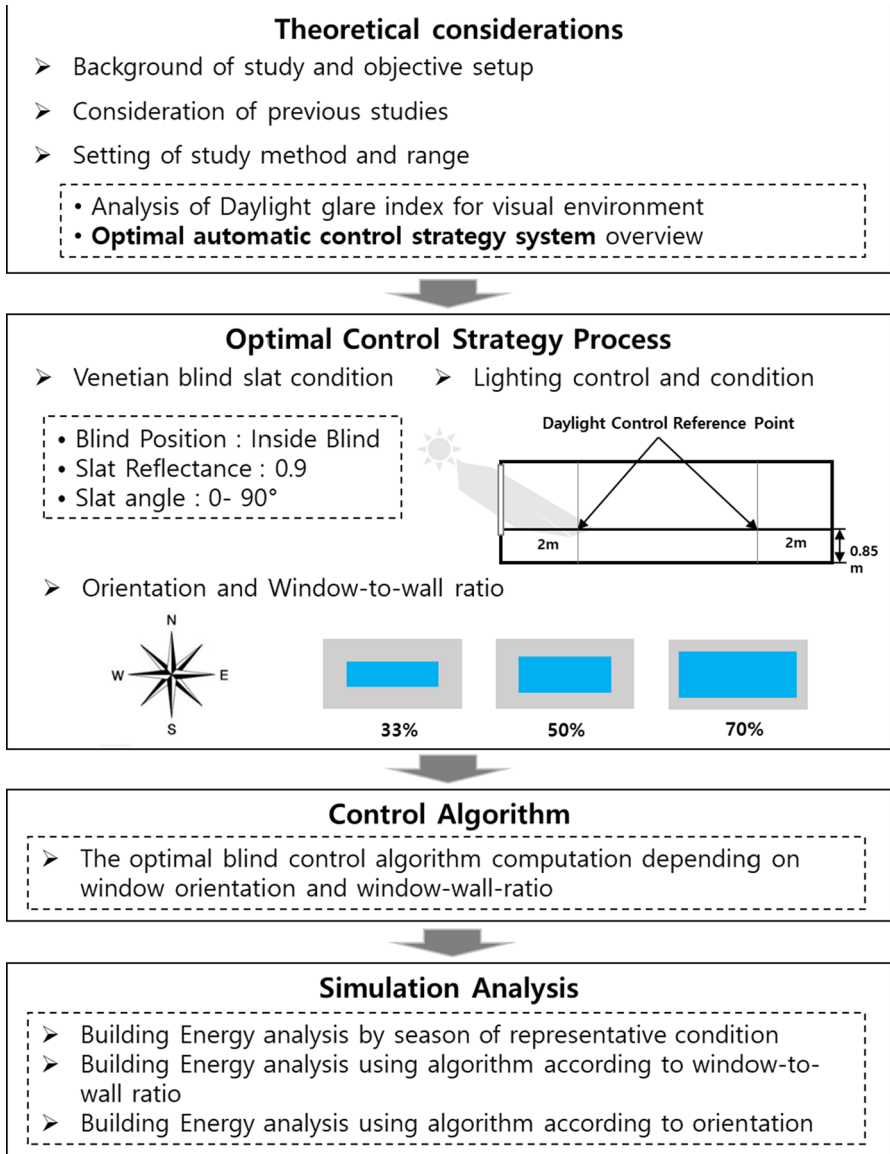 Theoretical considerations
➢ Background of study and objective setup
➢ Consideration of previous studies
➢ Setting of study method and range
• Analysis of Daylight glare index for visual environment
• Optimal automatic control strategy system overview
Optimal Control Strategy Process
➢ Venetian blind slat condition
• Blind Position : Inside Blind
• Slat Reflectance : 0.9
• Slat angle : 0- 90°
➢ Lighting control and condition
Daylight Control Reference Point
2m
2m
0.85
m
➢ Orientation and Window-to-wall ratio
N
W
E
S
33%
50%
70%
Control Algorithm
➢ The optimal blind control algorithm computation depending on
window orientation and window-wall-ratio
Simulation Analysis
➢ Building Energy analysis by season of representative condition
➢ Building Energy analysis using algorithm according to window-to-
wall ratio
➢ Building Energy analysis using algorithm according to orientation